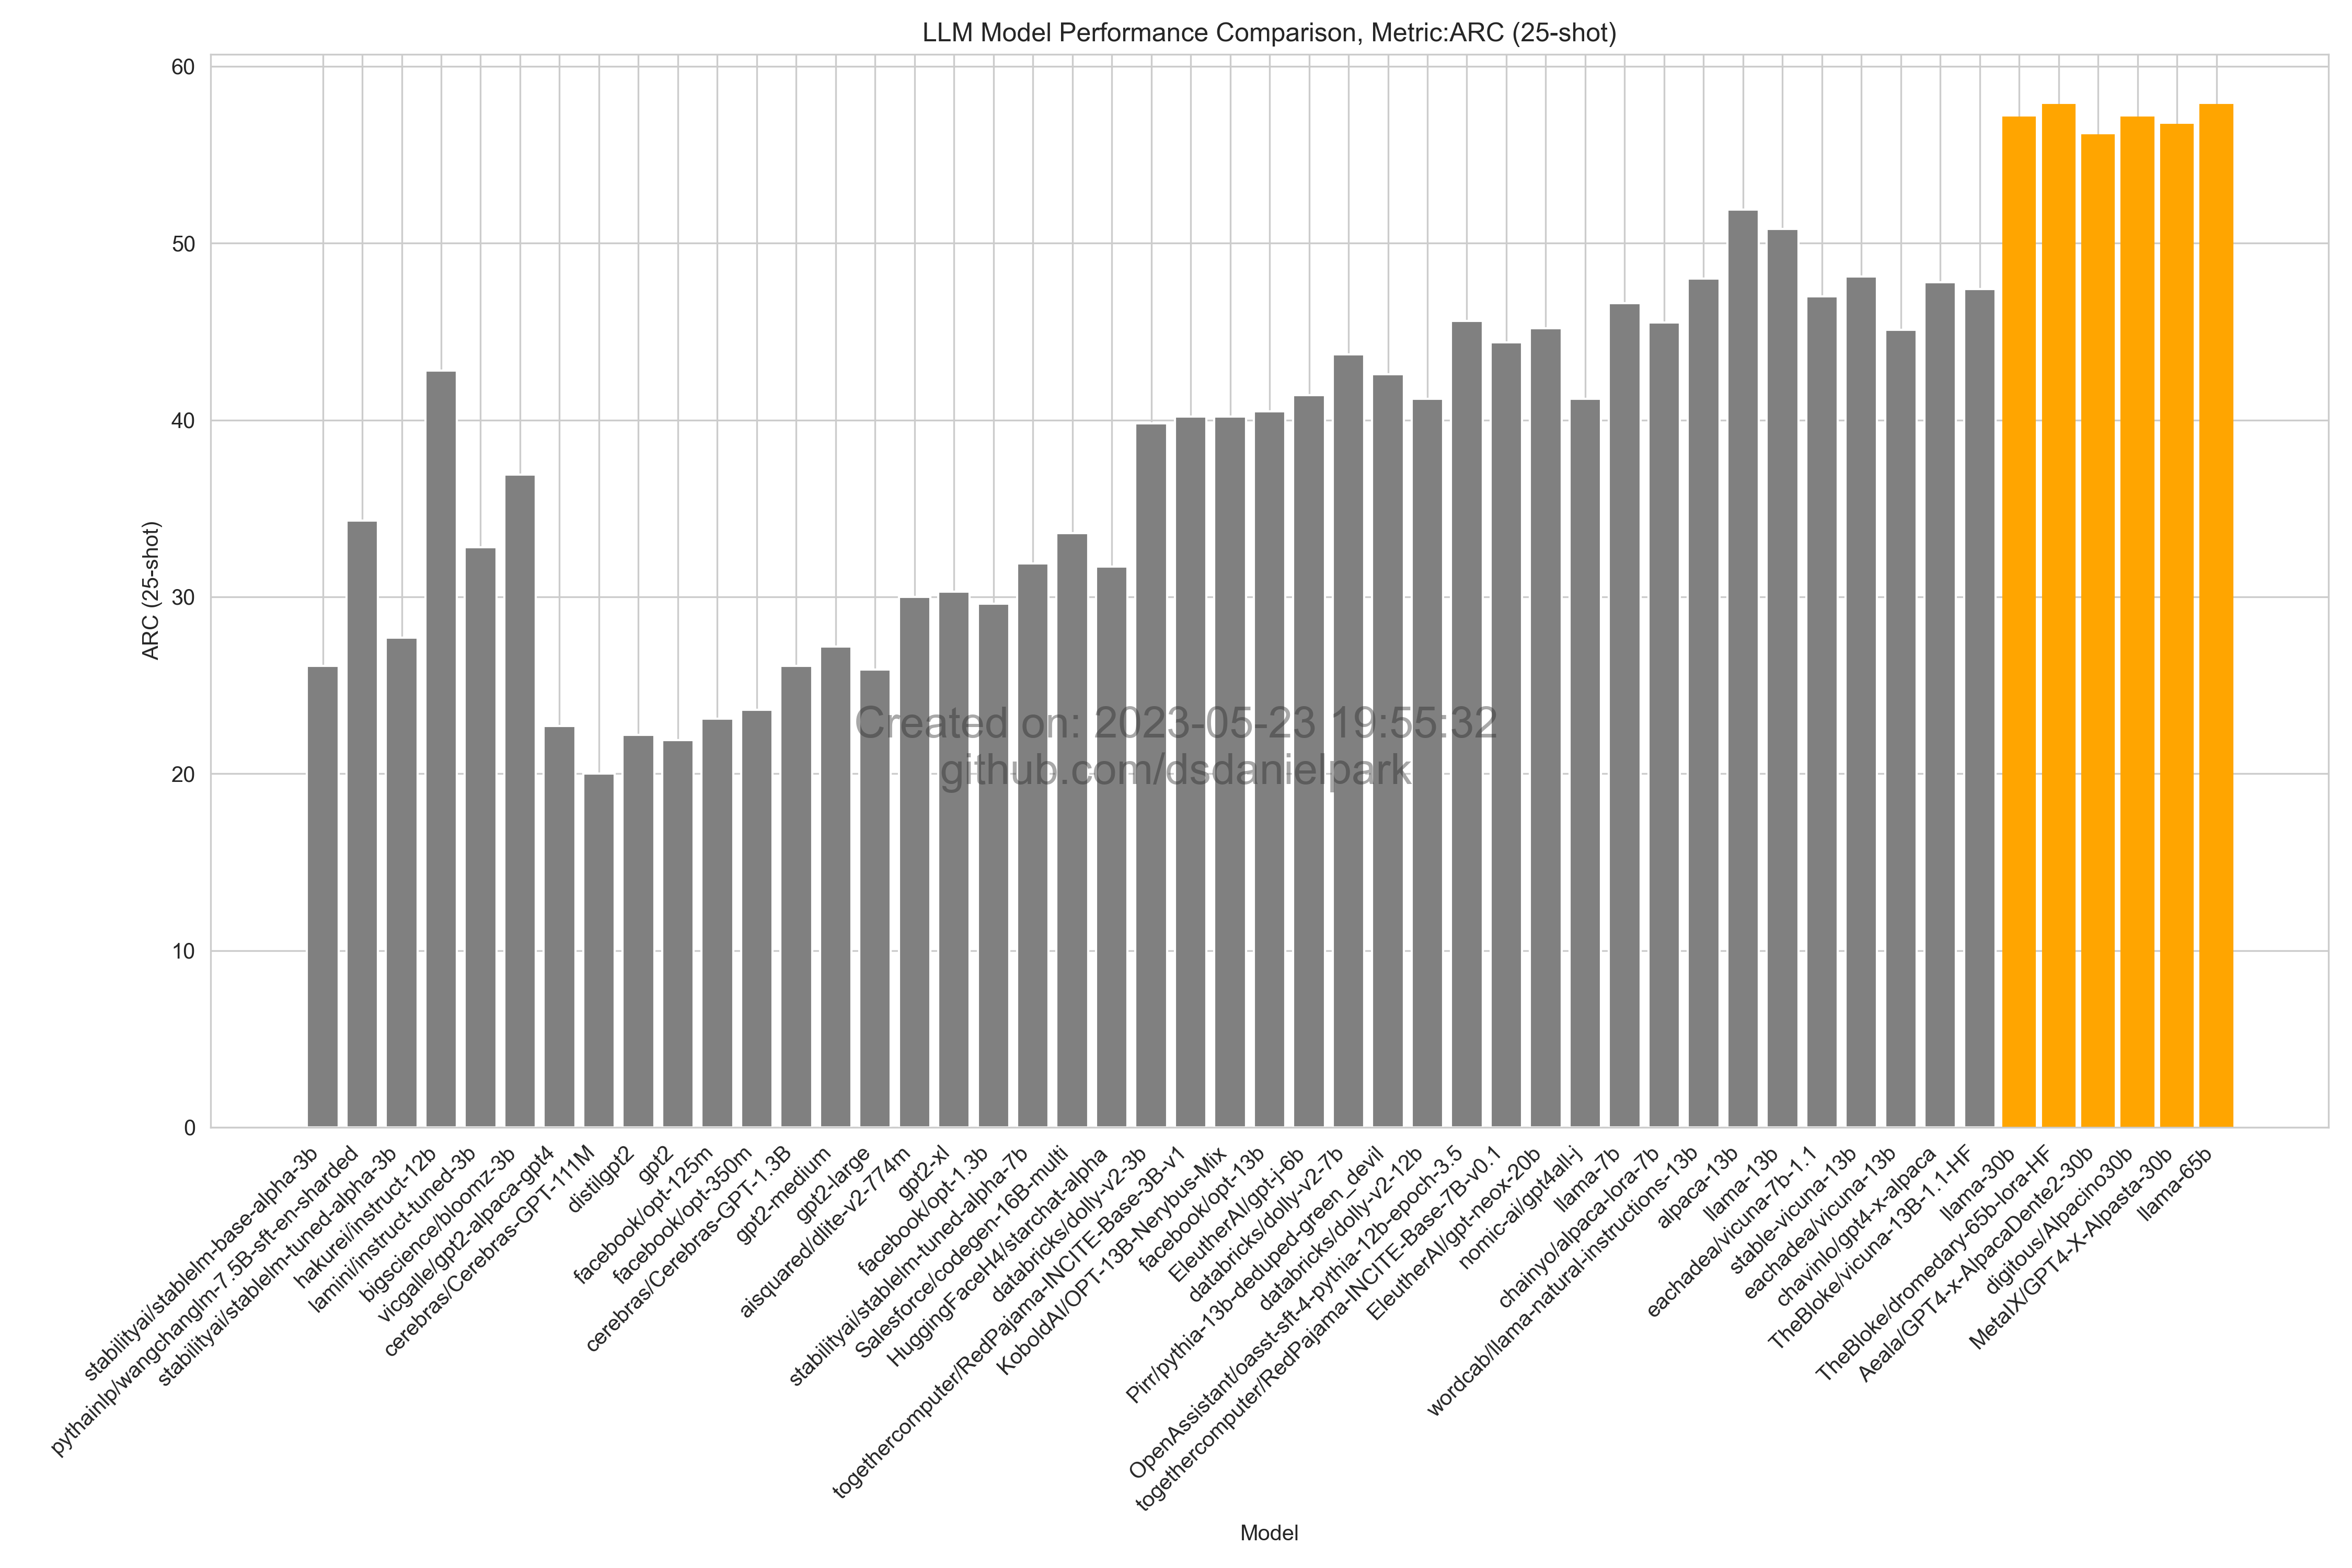 LLM Model Performance Comparison, Metric:ARC (25-shot)
60
50
40
30
20
10
0
ARC (25-shot)
Created on: 2023-05-23 19:55:32
github.com/dsdanielpark
stabilityai/stablelm-base-alpha-3b
pythainlp/wangchanglm-7.5B-sft-en-sharded
stabilityai/stablelm-tuned-alpha-3b
hakurei/instruct-12b
lamini/instruct-tuned-3b
bigscience/bloomz-3b
vicgalle/gpt2-alpaca-gpt4
cerebras/Cerebras-GPT-111M
distilgpt2
gpt2
facebook/opt-125m
facebook/opt-350m
cerebras/Cerebras-GPT-1.3B
gpt2-medium
gpt2-large
aisquared/dlite-v2-774m
gpt2-xl
facebook/opt-1.3b
stabilityai/stablelm-tuned-alpha-7b
Salesforce/codegen-16B-multi
HuggingFaceH4/starchat-alpha
databricks/dolly-v2-3b
togethercomputer/RedPajama-INCITE-Base-3B-v1
KoboldAI/OPT-13B-Nerybus-Mix
facebook/opt-13b
EleutherAI/gpt-j-6b
databricks/dolly-v2-7b
Pirr/pythia-13b-deduped-green_devil
databricks/dolly-v2-12b
OpenAssistant/oasst-sft-4-pythia-12b-epoch-3.5
togethercomputer/RedPajama-INCITE-Base-7B-v0.1
EleutherAI/gpt-neox-20b
nomic-ai/gpt4all-j
llama-7b
chainyo/alpaca-lora-7b
wordcab/llama-natural-instructions-13b
alpaca-13b
llama-13b
eachadea/vicuna-7b-1.1
stable-vicuna-13b
eachadea/vicuna-13b
chavinlo/gpt4-x-alpaca
TheBloke/vicuna-13B-1.1-HF
llama-30b
TheBloke/dromedary-65b-lora-HF
Aeala/GPT4-x-AlpacaDente2-30b
digitous/Alpacino30b
MetaIX/GPT4-X-Alpasta-30b
llama-65b
Model